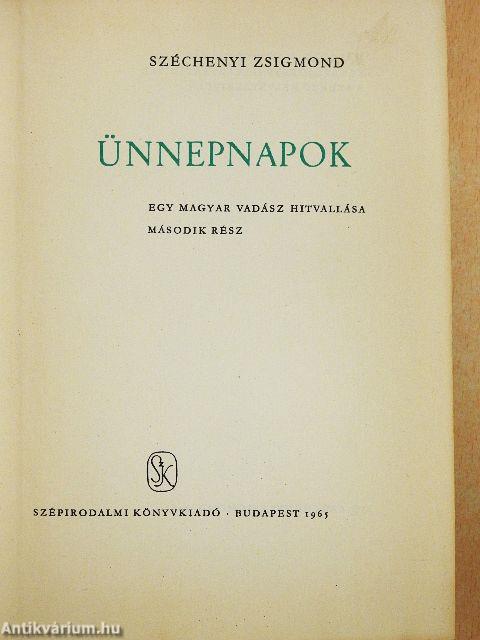 SZÉCHENYI ZSIGMOND
ÜNNEPNAPOK
EGY MAGYAR VADÁSZ HITVALLÁSA
MÁSODIK RÉSZ
SZK
SZÉPIRODALMI KÖNYVKIADÓ · BUDAPEST 1965
Antikvárium.hu